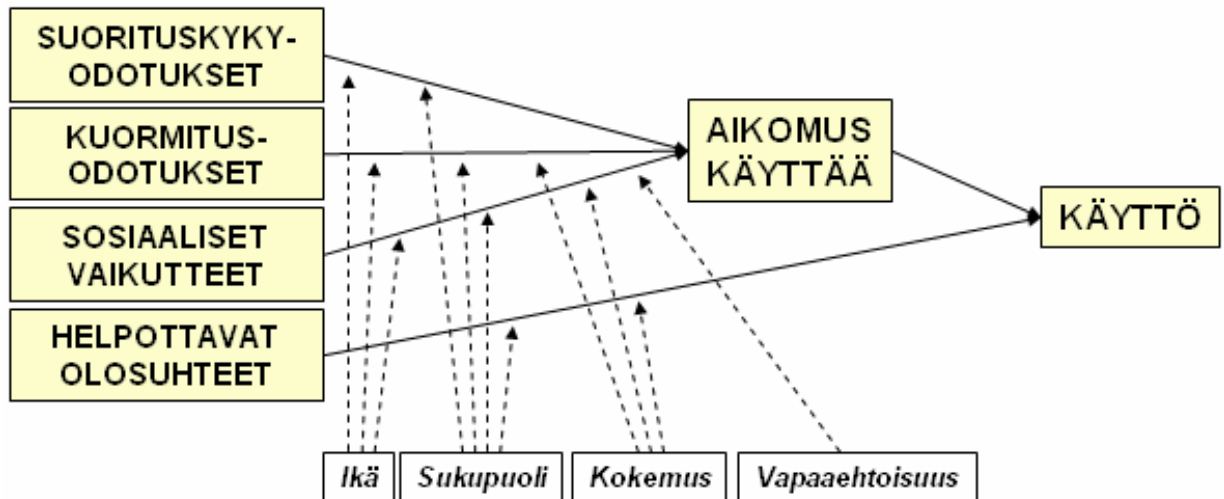 SUORITUSKYKY-
ODOTUKSET
KUORMITUS-
ODOTUKSET
SOSIAALISET
VAIKUTTEET
HELPOTTAVAT
OLOSUHTEET
AIKOMUS
KÄYTTÄÄ
KÄYTTÖ
Ikä
Sukupuoli
Kokemus
Vapaaehtoisuus